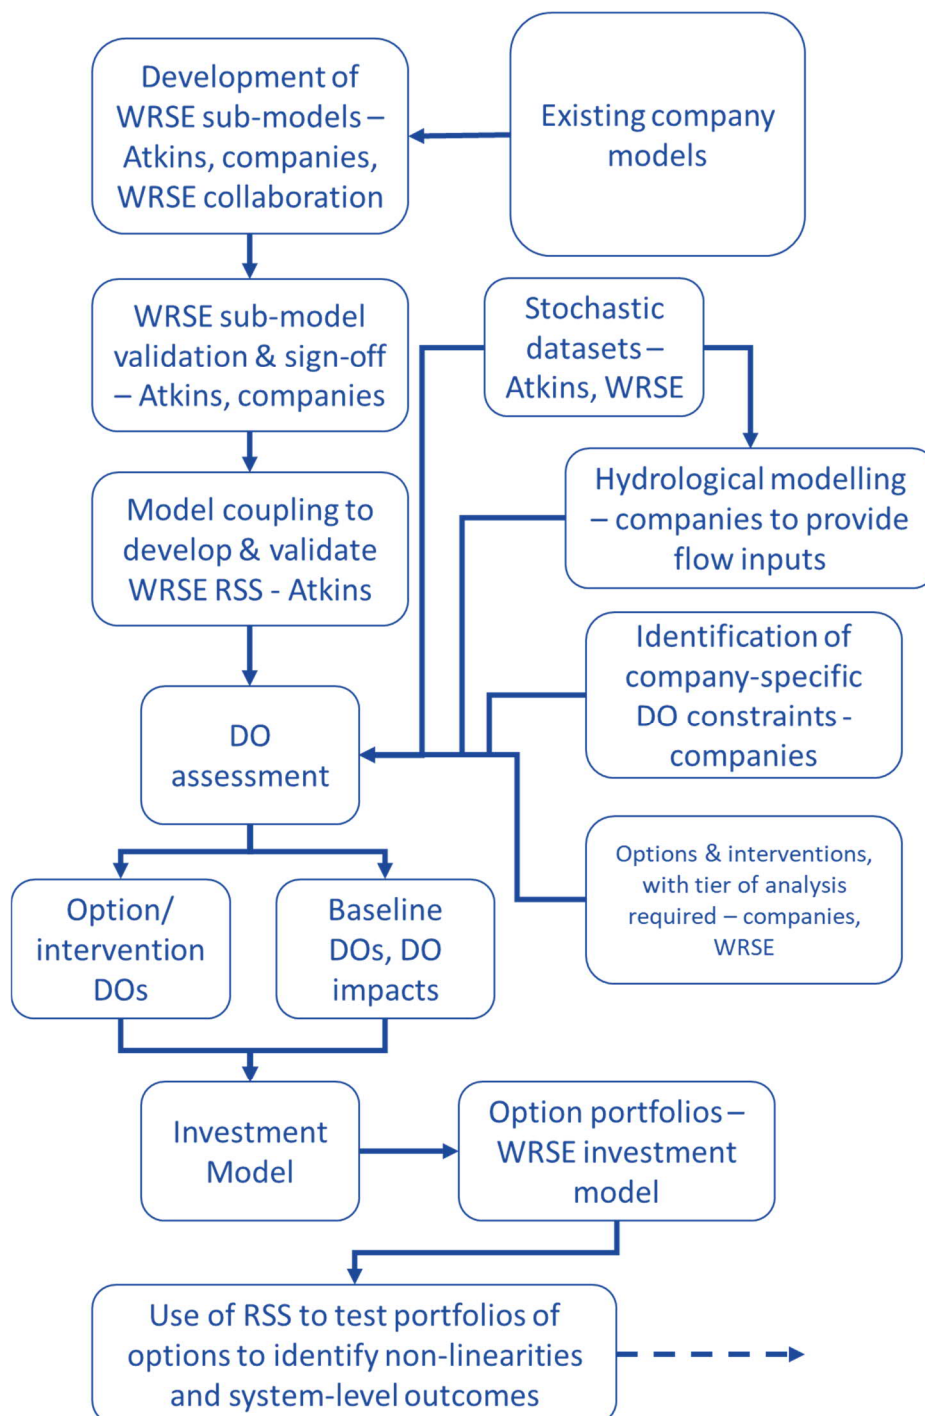 Development of
WRSE sub-models –
Atkins, companies,
WRSE collaboration
Existing company
models
WRSE sub-model
validation & sign-off
– Atkins, companies
Stochastic
datasets –
Atkins, WRSE
Model coupling to
develop & validate
WRSE RSS - Atkins
Hydrological modelling
– companies to provide
flow inputs
Identification of
company-specific
DO constraints -
companies
DO
assessment
Options & interventions,
with tier of analysis
required – companies,
WRSE
Option/
intervention
DOs
Baseline
DOs, DO
impacts
Investment
Model
Option portfolios –
WRSE investment
model
Use of RSS to test portfolios of
options to identify non-linearities
and system-level outcomes